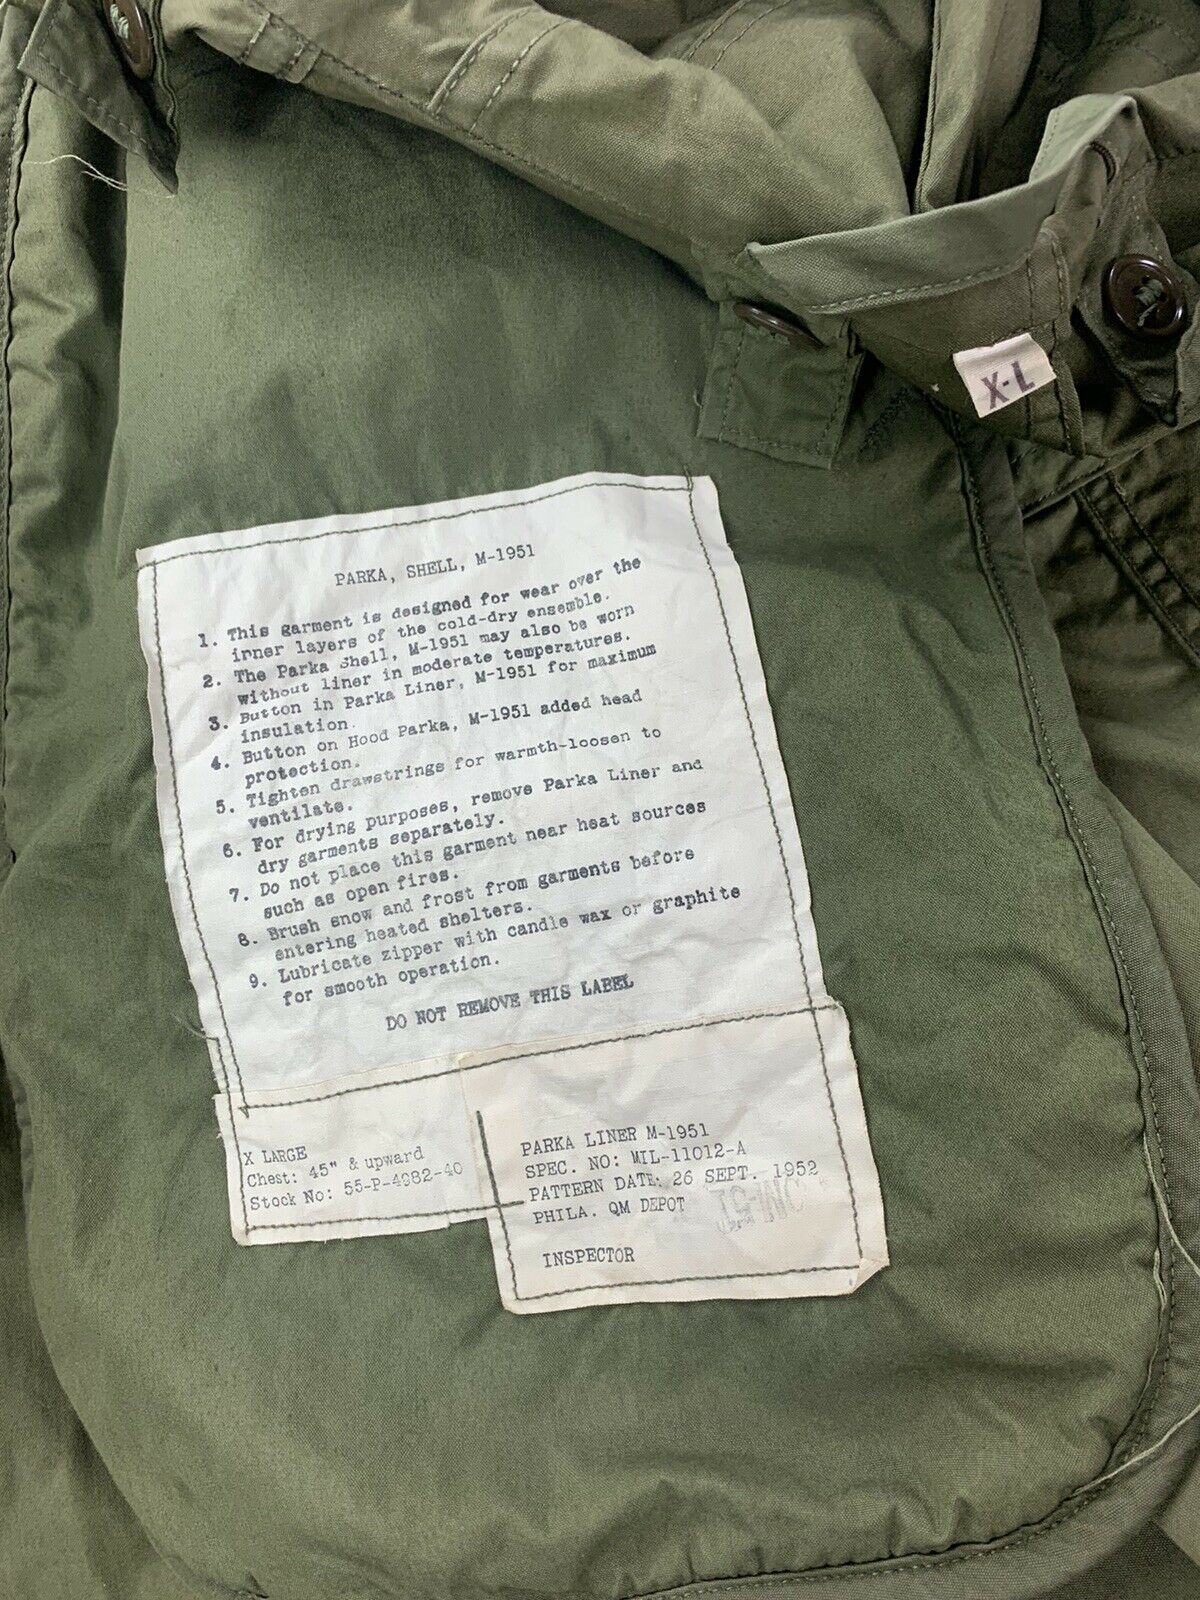 X-L
PARKA, SHELL, M-1951
1. This garment is designed for wear over the
inner layers of the cold-dry ensemble.
2. The Parka Shell, M-1951 may also be worn
without liner in moderate temperatures.
3. Button in Parka Liner, M-1951 for maximum
insulation.
4. Button on Hood Parka, M-1951 added head
protection.
5. Tighten drawstrings for warmth-loosen to
ventilate.
6. For drying purposes, remove Parka Liner and
dry garments separately.
7. Do not place this garment near heat sources
such as open fires.
8. Brush snow and frost from garments before
entering heated shelters.
9. Lubricate zipper with candle wax or graphite
for smooth operation.
DO NOT REMOVE THIS LABEL
X LARGE
Chest: 45" & upward
Stock No: 55-P-4982-40
PARKA LINER M-1951
SPEC. NO: MIL-11012-A
PATTERN DATE: 26 SEPT. 1952
PHILA. QM DEPOT
INSPECTOR